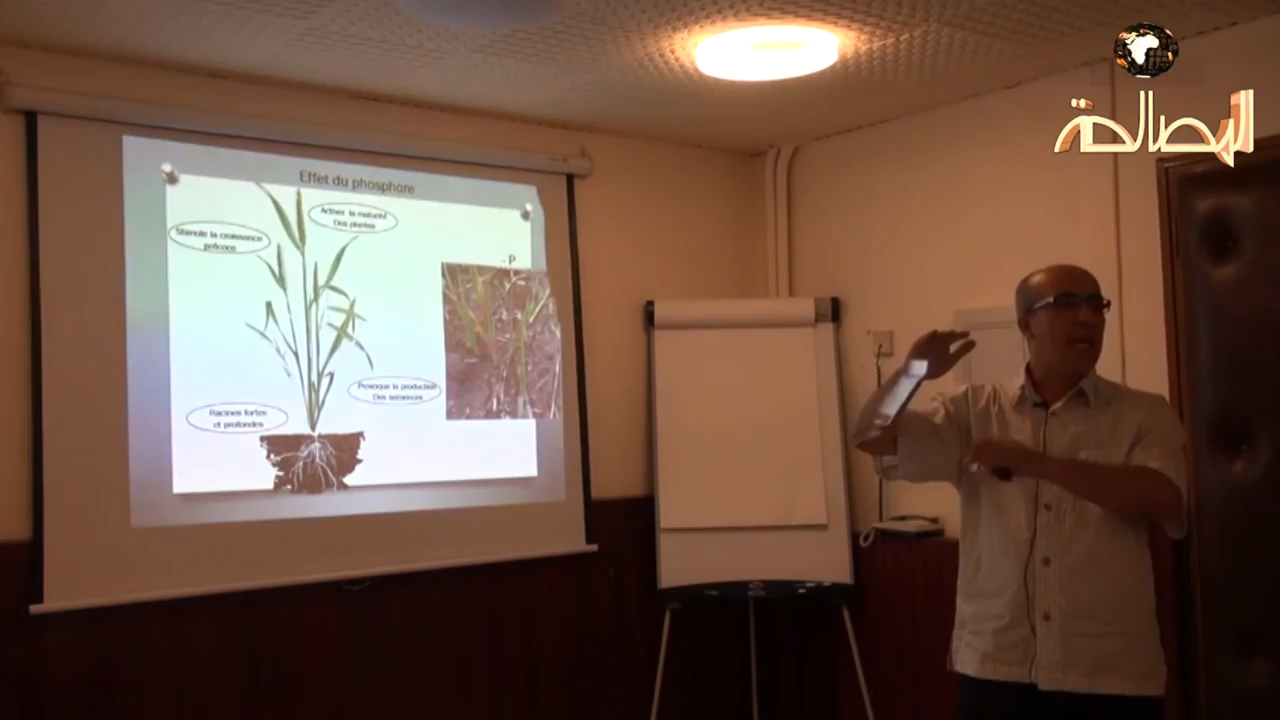 المصالحة
Effet du phosphore
Activer la maturité
Des plantes
Stimule la croissance
précoce
- P
Provoque la production
Des semences
Racines fortes
et profondes